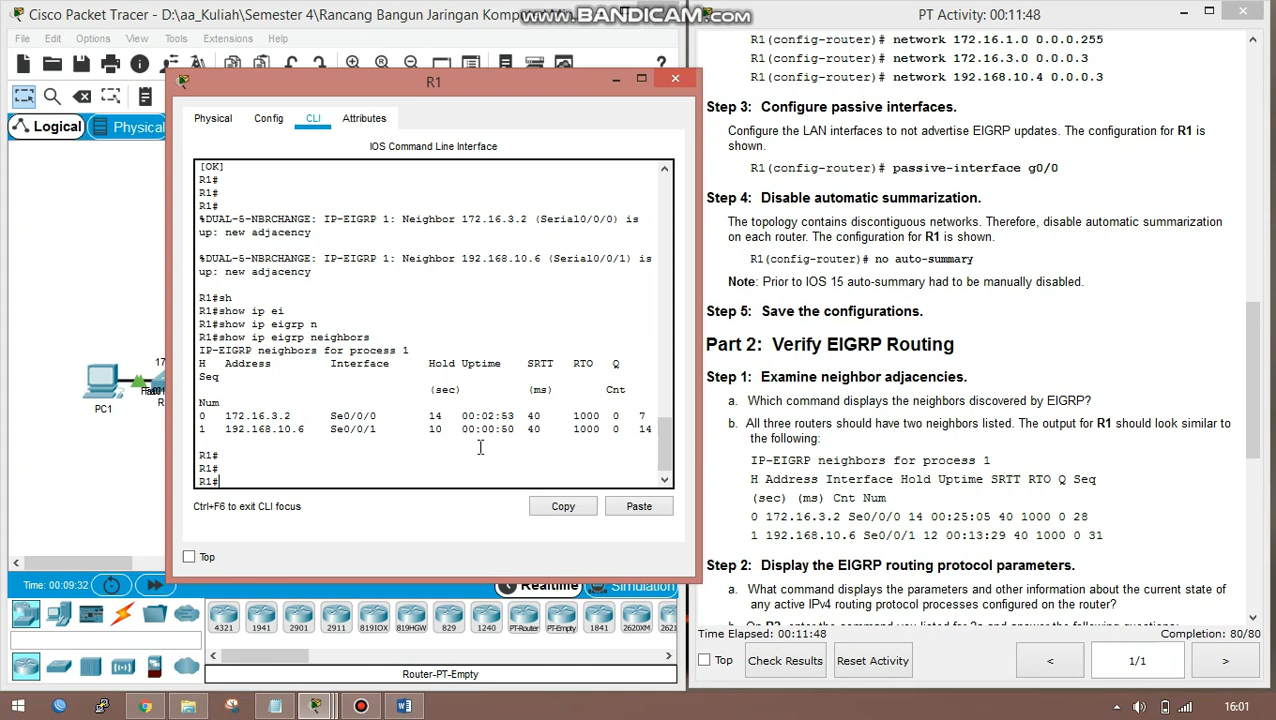 Cisco Packet Tracer - D:\aa_Kuliah\Semester 4\Rancang Bangun Jaringan Komp
www.BANDICAM.com
File Edit Options View Tools Extensions Help
Logical
Physical
PC1
Time: 00:09:32
Realtime
Simulation
4321 1941 2901 2911 819IOX 819HGW 829 1240 PT-Router PT-Empty 1841 2620XM 2621
Router-PT-Empty
R1
Physical Config CLI Attributes
IOS Command Line Interface
[OK]
R1#
R1#
R1#
%DUAL-5-NBRCHANGE: IP-EIGRP 1: Neighbor 172.16.3.2 (Serial0/0/0) is
up: new adjacency
%DUAL-5-NBRCHANGE: IP-EIGRP 1: Neighbor 192.168.10.6 (Serial0/0/1) is
up: new adjacency
R1#sh
R1#show ip ei
R1#show ip eigrp n
R1#show ip eigrp neighbors
IP-EIGRP neighbors for process 1
H Address Interface Hold Uptime SRTT RTO Q
Seq
(sec) (ms) Cnt
Num
0 172.16.3.2 Se0/0/0 14 00:02:53 40 1000 0 7
1 192.168.10.6 Se0/0/1 10 00:00:50 40 1000 0 14
R1#
R1#
R1#
Ctrl+F6 to exit CLI focus
Copy
Paste
Top
PT Activity: 00:11:48
R1(config-router)# network 172.16.1.0 0.0.0.255
R1(config-router)# network 172.16.3.0 0.0.0.3
R1(config-router)# network 192.168.10.4 0.0.0.3
Step 3: Configure passive interfaces.
Configure the LAN interfaces to not advertise EIGRP updates. The configuration for R1 is
shown.
R1(config-router)# passive-interface g0/0
Step 4: Disable automatic summarization.
The topology contains discontiguous networks. Therefore, disable automatic summarization
on each router. The configuration for R1 is shown.
R1(config-router)# no auto-summary
Note: Prior to IOS 15 auto-summary had to be manually disabled.
Step 5: Save the configurations.
Part 2: Verify EIGRP Routing
Step 1: Examine neighbor adjacencies.
a. Which command displays the neighbors discovered by EIGRP?
b. All three routers should have two neighbors listed. The output for R1 should look similar to
the following:
IP-EIGRP neighbors for process 1
H Address Interface Hold Uptime SRTT RTO Q Seq
(sec) (ms) Cnt Num
0 172.16.3.2 Se0/0/0 14 00:25:05 40 1000 0 28
1 192.168.10.6 Se0/0/1 12 00:13:29 40 1000 0 31
Step 2: Display the EIGRP routing protocol parameters.
a. What command displays the parameters and other information about the current state of
any active IPv4 routing protocol processes configured on the router?
Time Elapsed: 00:11:48
Completion: 80/80
Top
Check Results
Reset Activity
<
1/1
>
16:01